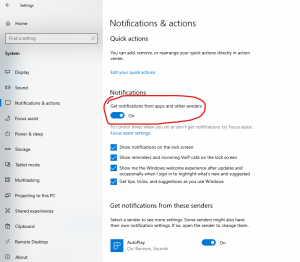 Settings
Home
Notifications & actions
Find a setting
Quick actions
You can add, remove, or rearrange your quick actions directly in action
center.
System
Edit your quick actions
Display
Sound
Notifications
Notifications & actions
Get notifications from apps and other senders
On
Focus assist
To control times when you do or don't get notifications, try Focus assist.
Focus assist Settings
Power & sleep
Storage
Show notifications on the lock screen
Show reminders and incoming VoIP calls on the lock screen
Tablet mode
Show me the Windows welcome experience after updates and
occasionally when I sign in to highlight what's new and suggested
Multitasking
Get tips, tricks, and suggestions as you use Windows
Projecting to this PC
Get notifications from these senders
Shared experiences
Select a sender to see more settings. Some senders might also
have their own notification settings. If so, open the sender to change them.
Clipboard
Remote Desktop
AutoPlay
On: Banners, Sounds
On
About